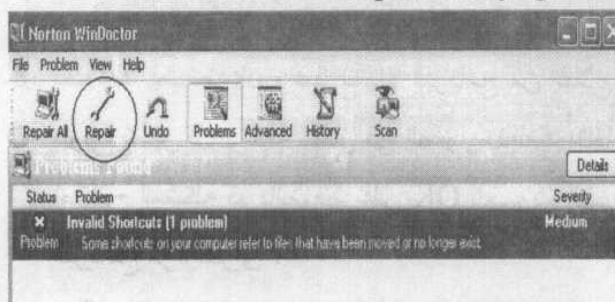 Norton WinDoctor
File Problem View Help
Repair All Repair Undo Problems Advanced History Scan
Problems Found
Details
Status Problem Severity
Invalid Shortcuts (1 problem) Medium
Problem Some shortcuts on your computer refer to files that have been moved or no longer exist.